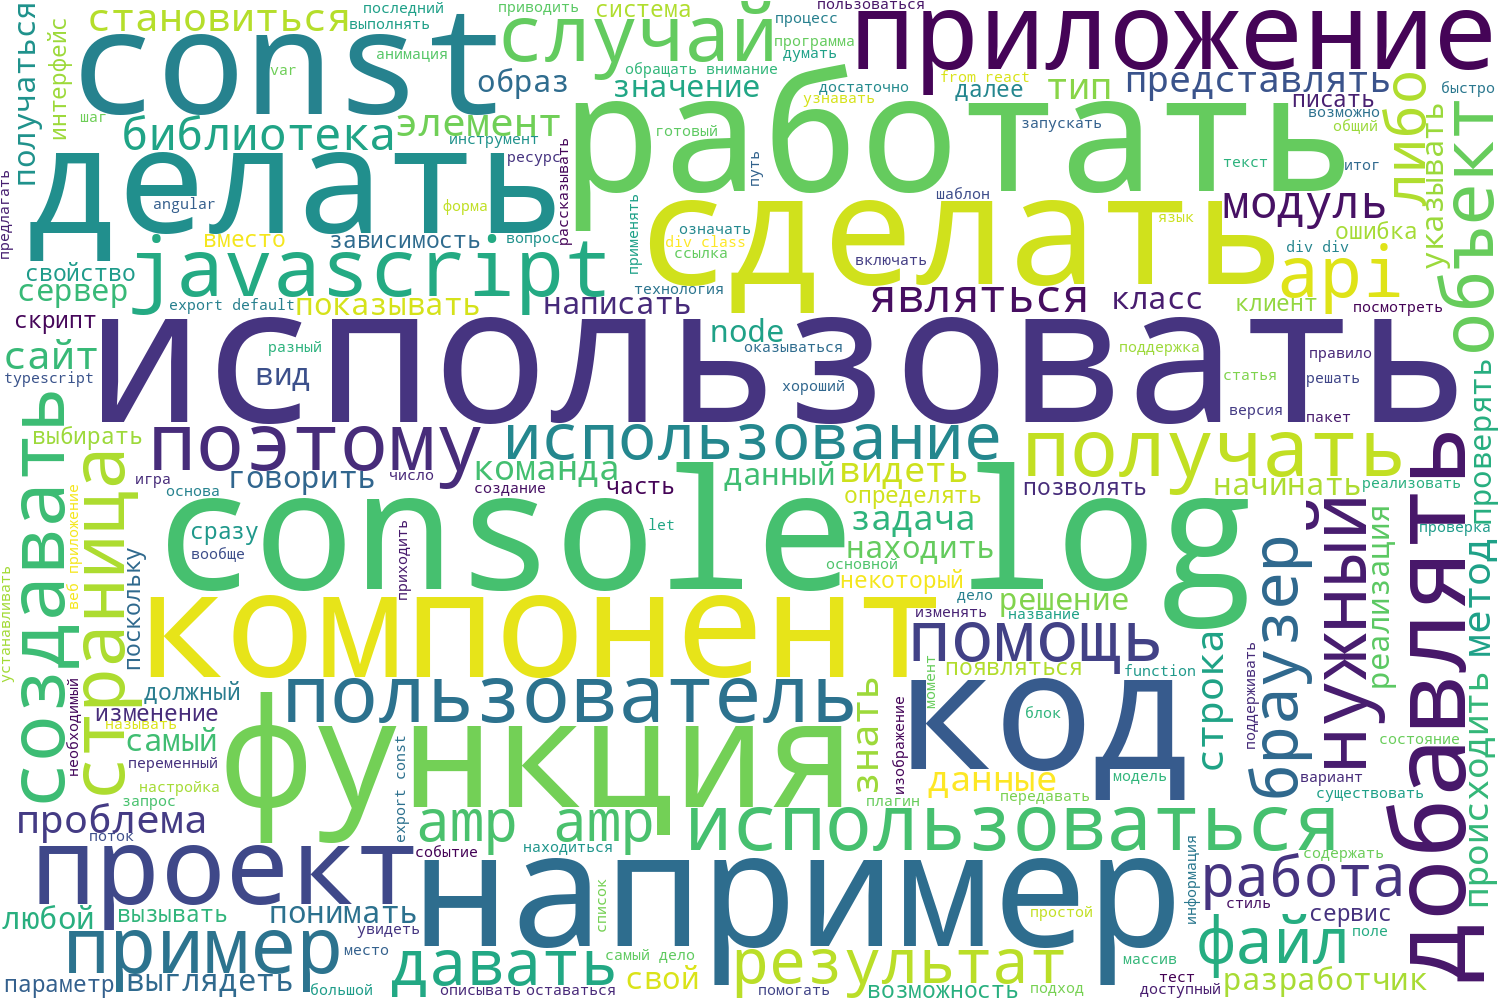 получаться
становиться
последний
приводить
система
пользоваться
выполнять
процесс
приложение
интерфейс
const
анимация
случай
программа
думать
var
образ
обращать внимание
значение
from react
достаточно
узнавать
далее
тип
представлять
либо
быстро
писать
возможно
общий
шаг
библиотека
элемент
инструмент
ресурс
готовый
работать
запускать
текст
итог
указывать
объект
предлагать
делать
angular
форма
рассказывать
путь
шаблон
сделать
язык
модуль
ошибка
вместо
зависимость
вопрос
применять
означать
div class
ссылка
включать
div div
свойство
javascript
технология
api
сервер
export default
показывать
написать
являться
класс
клиент
посмотреть
скрипт
использовать
node
сайт
разный
оказываться
поддержка
правило
typescript
вид
хороший
статья
решать
версия
пакет
создавать
выбирать
страница
поэтому
использование
получать
добавлять
проверять
игра
говорить
число
команда
данный
видеть
позволять
начинать
реализовать
основа
создание
часть
определять
веб приложение
сразу
console log
let
задача
нужный
проверка
вообще
приходить
находить
браузер
реализация
метод
поскольку
основной
некоторый
дело
решение
устанавливать
компонент
изменять
название
помощь
строка
необходимый
должный
пользователь
появляться
function
поддерживать
происходить
изменение
называть
функция
знать
изображение
момент
код
блок
самый
переменный
export const
состояние
настройка
данные
модель
вариант
запрос
плагин
передавать
существовать
проблема
поток
amp amp
использоваться
проект
событие
находиться
например
информация
содержать
работа
любой
вызывать
понимать
список
простой
стиль
сервис
увидеть
пример
место
давать
самый дело
результат
массив
файл
поле
тест
параметр
выглядеть
большой
описывать
оставаться
свой
помогать
возможность
подход
доступный
разработчик